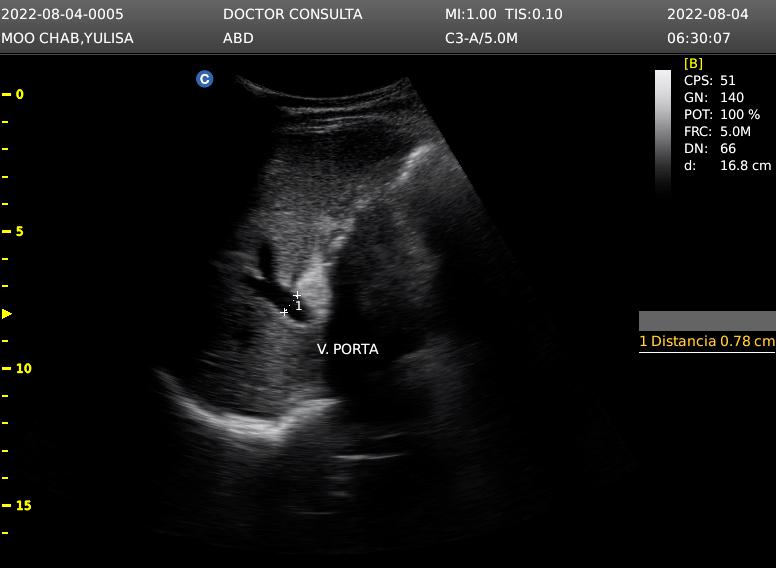 2022-08-04-0005 DOCTOR CONSULTA MI:1.00 TIS:0.10 2022-08-04
MOO CHAB,YULISA ABD C3-A/5.0M 06:30:07
C
[B]
CPS: 51
GN: 140
POT: 100 %
FRC: 5.0M
DN: 66
d: 16.8 cm
0
5
10
15
1
V. PORTA
1 Distancia 0.78 cm